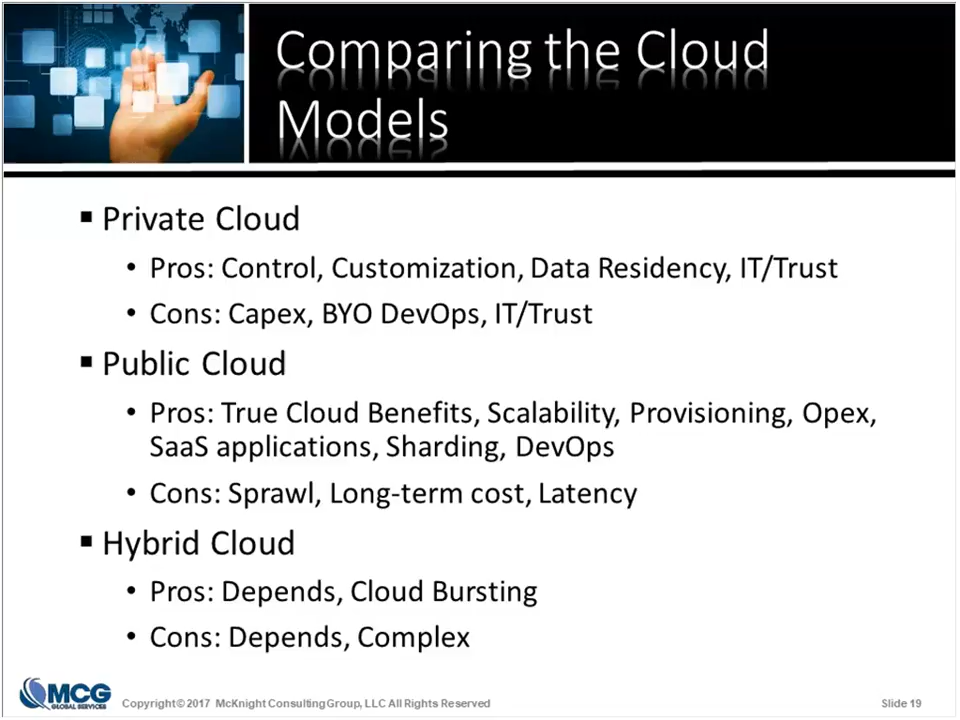 Comparing the Cloud
Models
▪ Private Cloud
• Pros: Control, Customization, Data Residency, IT/Trust
• Cons: Capex, BYO DevOps, IT/Trust
▪ Public Cloud
• Pros: True Cloud Benefits, Scalability, Provisioning, Opex,
SaaS applications, Sharding, DevOps
• Cons: Sprawl, Long-term cost, Latency
▪ Hybrid Cloud
• Pros: Depends, Cloud Bursting
• Cons: Depends, Complex
MCG
GLOBAL SERVICES
Copyright© 2017 McKnight Consulting Group, LLC All Rights Reserved
Slide 19